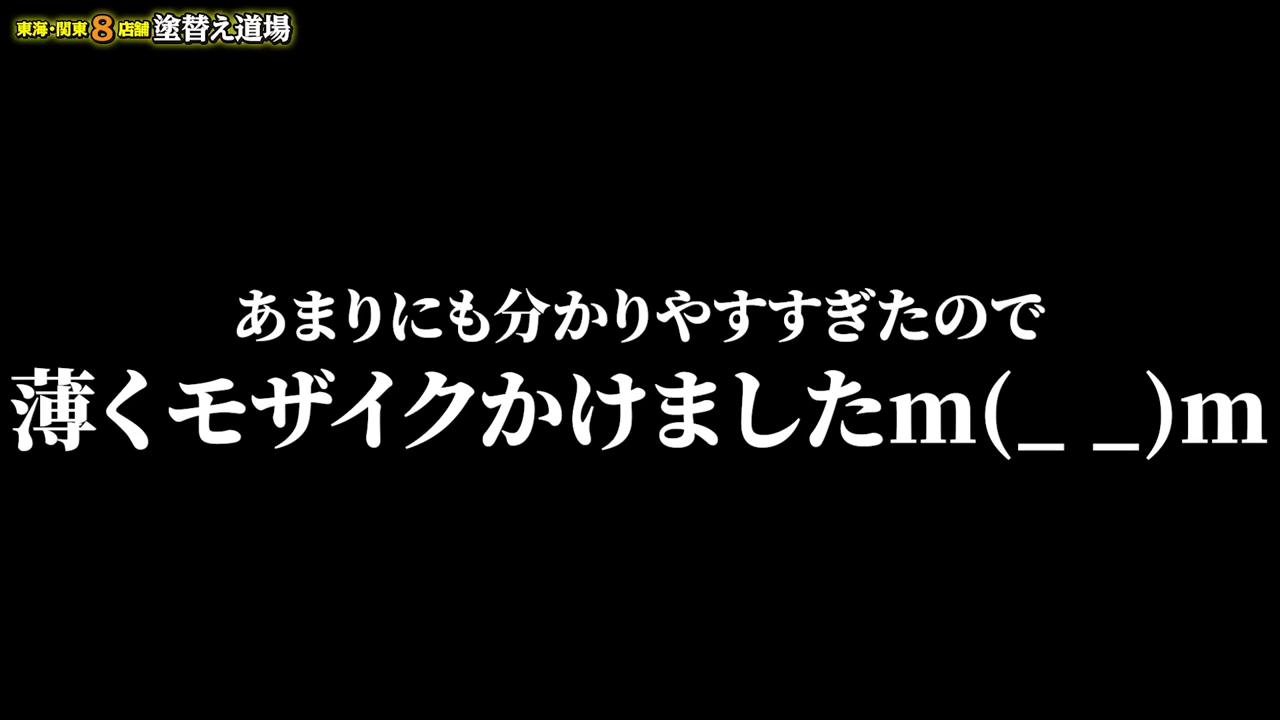 東海・関東8店舗塗替え道場
あまりにも分かりやすすぎたので
薄くモザイクかけましたm(_ _)m